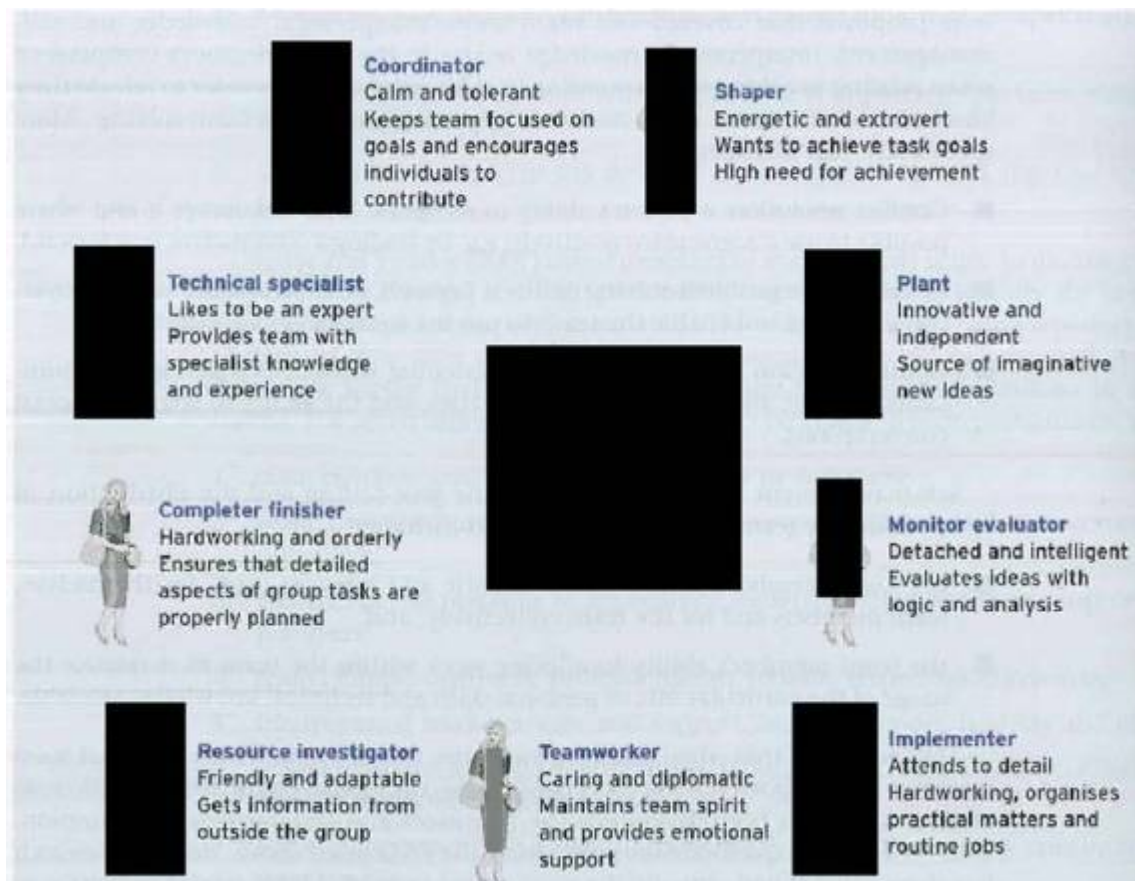 Coordinator
Calm and tolerant
Keeps team focused on
goals and encourages
individuals to
contribute
Shaper
Energetic and extrovert
Wants to achieve task goals
High need for achievement
Technical specialist
Likes to be an expert
Provides team with
specialist knowledge
and experience
Plant
Innovative and
independent
Source of imaginative
new ideas
Completer finisher
Hardworking and orderly
Ensures that detailed
aspects of group tasks are
properly planned
Monitor evaluator
Detached and intelligent
Evaluates ideas with
logic and analysis
Resource investigator
Friendly and adaptable
Gets information from
outside the group
Teamworker
Caring and diplomatic
Maintains team spirit
and provides emotional
support
Implementer
Attends to detail
Hardworking, organises
practical matters and
routine jobs